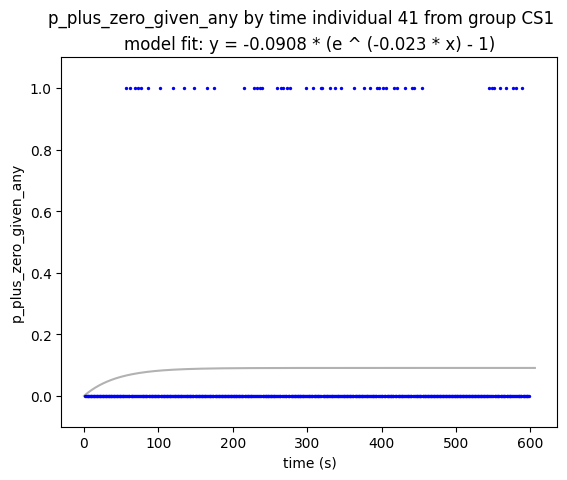 p_plus_zero_given_any by time individual 41 from group CS1
model fit: y = -0.0908 * (e ^ (-0.023 * x) - 1)
p_plus_zero_given_any
1.0
0.8
0.6
0.4
0.2
0.0
0 100 200 300 400 500 600
time (s)